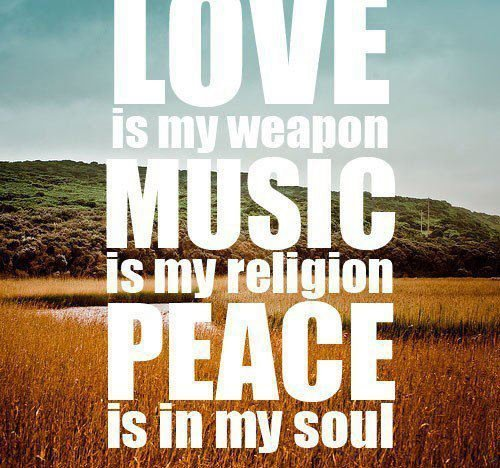 LOVE
is my weapon
MUSIC
is my religion
PEACE
is in my soul